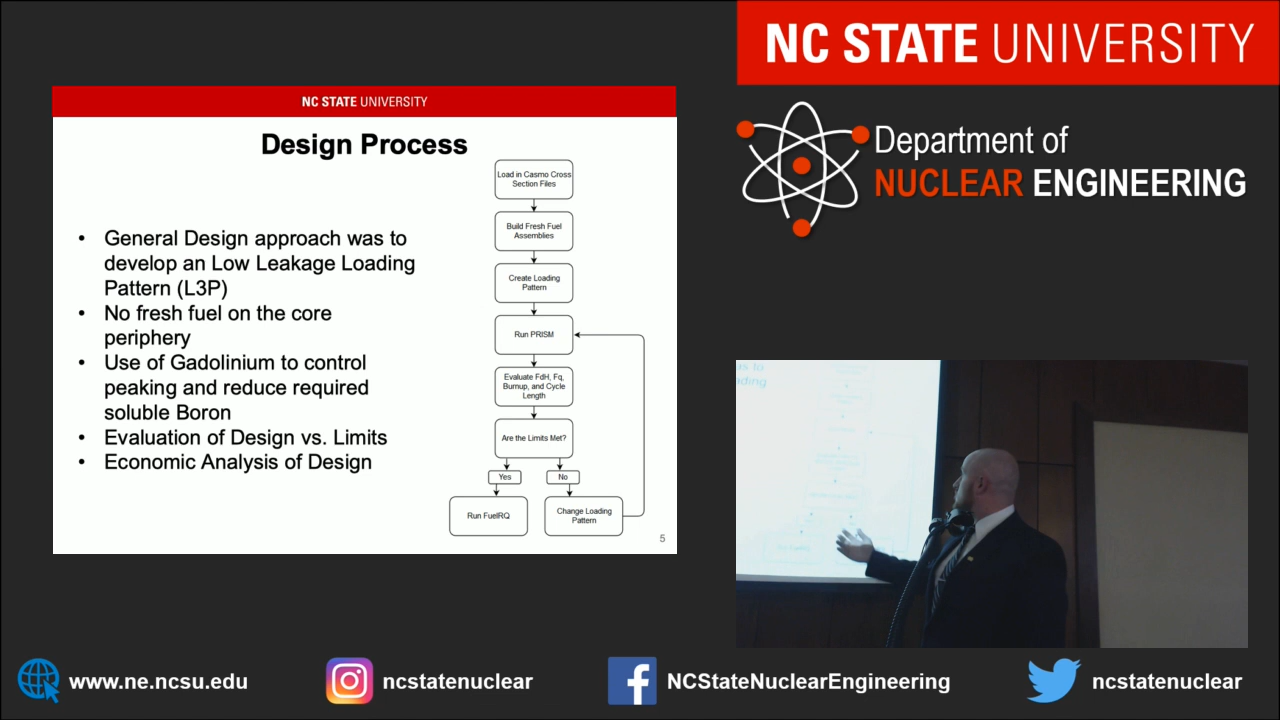 NC STATE UNIVERSITY
Department of
NUCLEAR ENGINEERING
NC STATE UNIVERSITY
Design Process
• General Design approach was to
develop an Low Leakage Loading
Pattern (L3P)
• No fresh fuel on the core
periphery
• Use of Gadolinium to control
peaking and reduce required
soluble Boron
• Evaluation of Design vs. Limits
• Economic Analysis of Design
Load in Casmo Cross
Section Files
Build Fresh Fuel
Assemblies
Create Loading
Pattern
Run PRISM
Evaluate FdH, Fq,
Burnup, and Cycle
Length
Are the Limits Met?
Yes
No
Run FuelRQ
Change Loading
Pattern
5
www.ne.ncsu.edu
ncstatenuclear
NCStateNuclearEngineering
ncstatenuclear